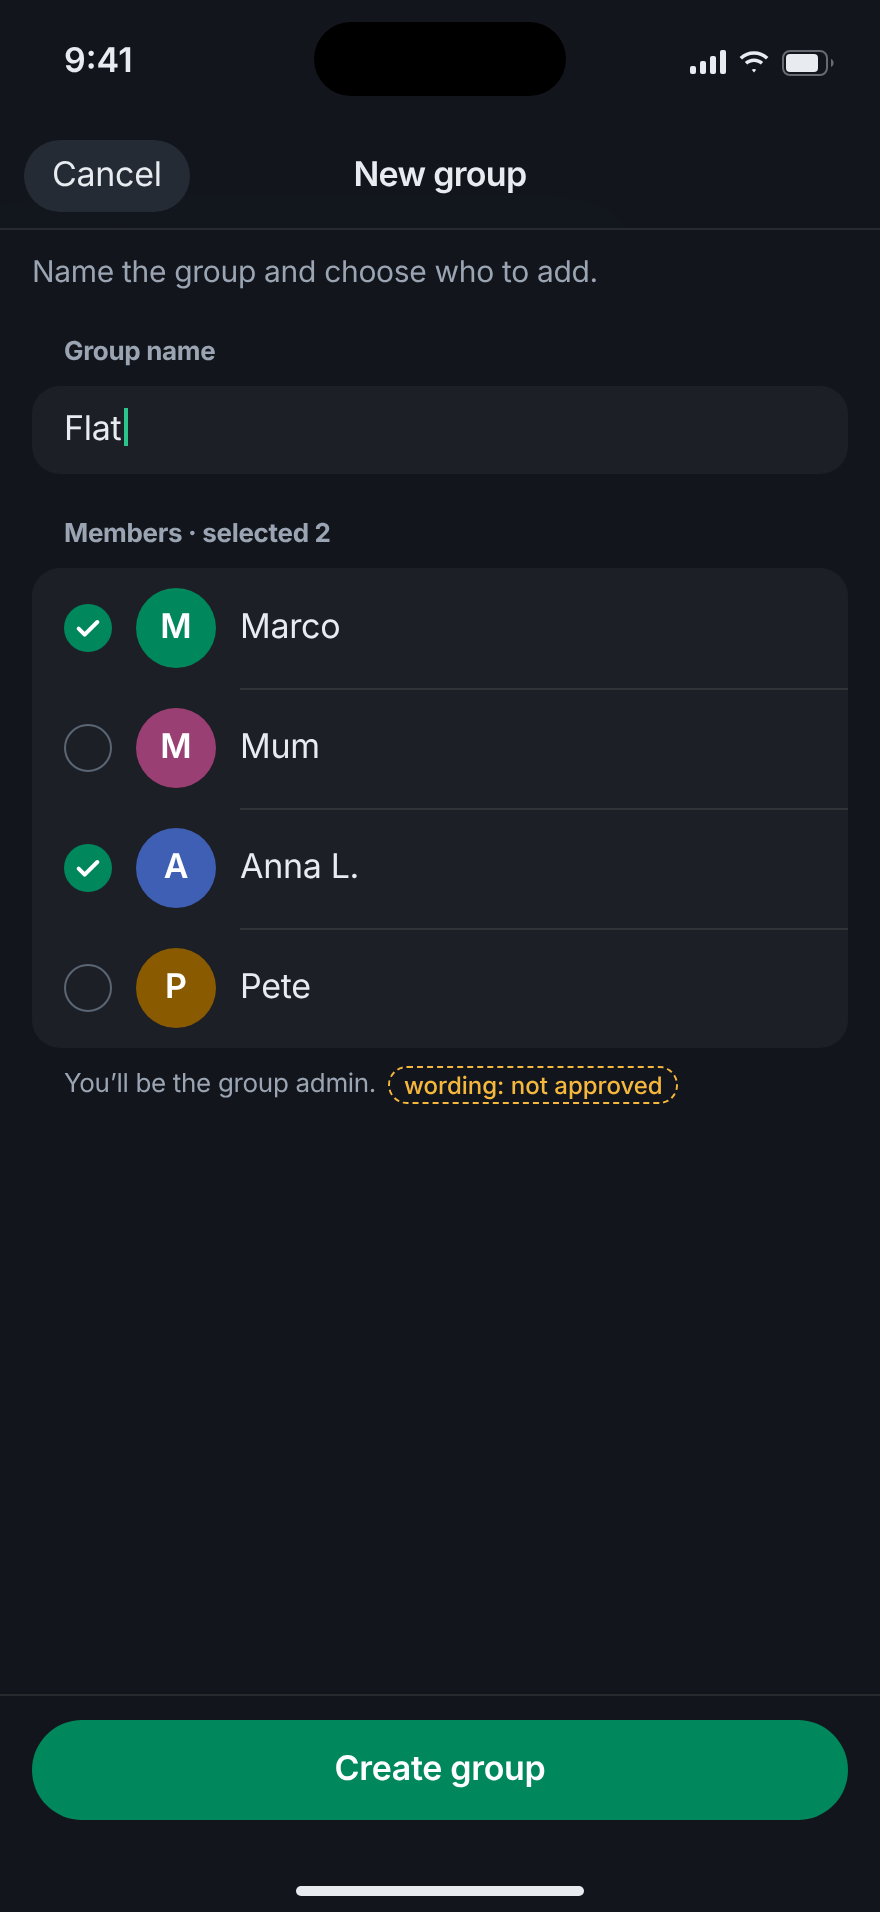 9:41
Cancel
New group
Name the group and choose who to add.
Group name
Flat
Members · selected 2
M Marco
M Mum
A Anna L.
P Pete
You’ll be the group admin. wording: not approved
Create group